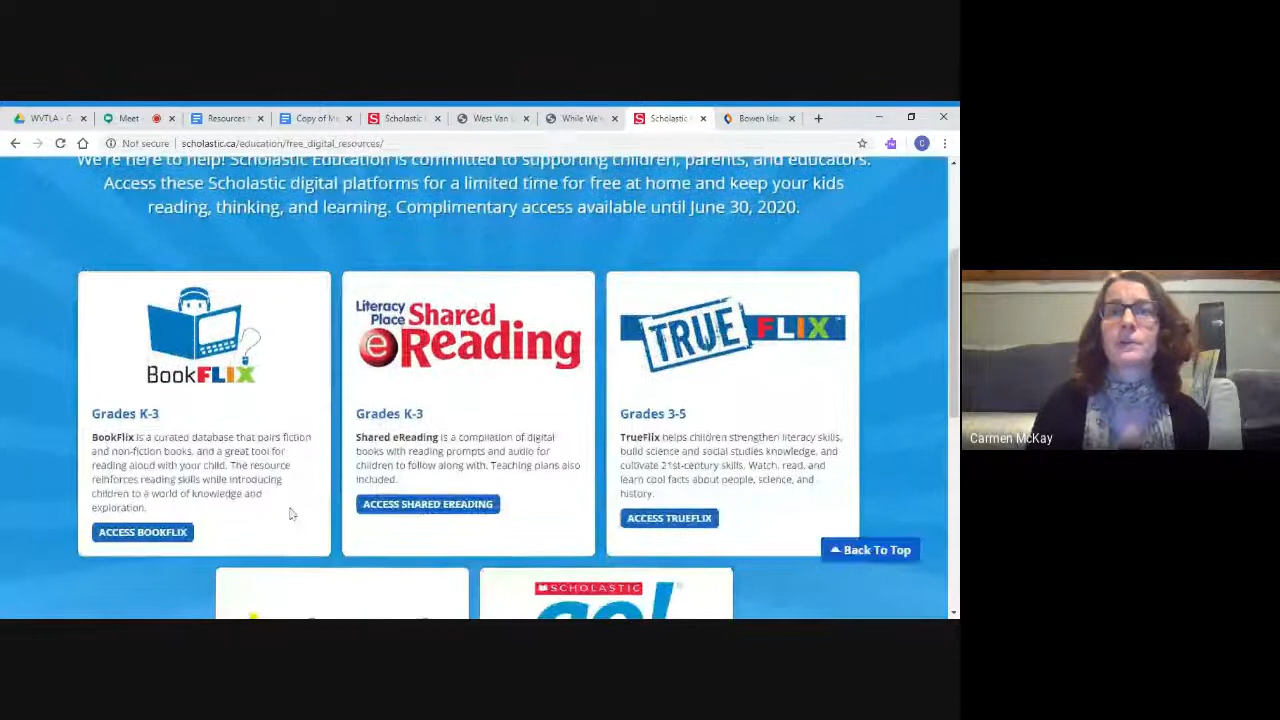 WVTLA - G
Meet
Resources
Copy of M
Scholastic
West Van L
While We'r
Scholastic
Bowen Isla
Not secure
scholastic.ca/education/free_digital_resources/
C
We're here to help! Scholastic Education is committed to supporting children, parents, and educators.
Access these Scholastic digital platforms for a limited time for free at home and keep your kids
reading, thinking, and learning. Complimentary access available until June 30, 2020.
BookFLIX
Grades K-3
BookFlix is a curated database that pairs fiction
and non-fiction books, and a great tool for
reading aloud with your child. The resource
reinforces reading skills while introducing
children to a world of knowledge and
exploration.
ACCESS BOOKFLIX
Literacy
Place Shared
eReading
Grades K-3
Shared eReading is a compilation of digital
books with reading prompts and audio for
children to follow along with. Teaching plans also
included.
ACCESS SHARED EREADING
TRUEFLIX™
Grades 3-5
TrueFlix helps children strengthen literacy skills,
build science and social studies knowledge, and
cultivate 21st-century skills. Watch, read, and
learn cool facts about people, science, and
history.
ACCESS TRUEFLIX
Back To Top
SCHOLASTIC
go!
Carmen McKay